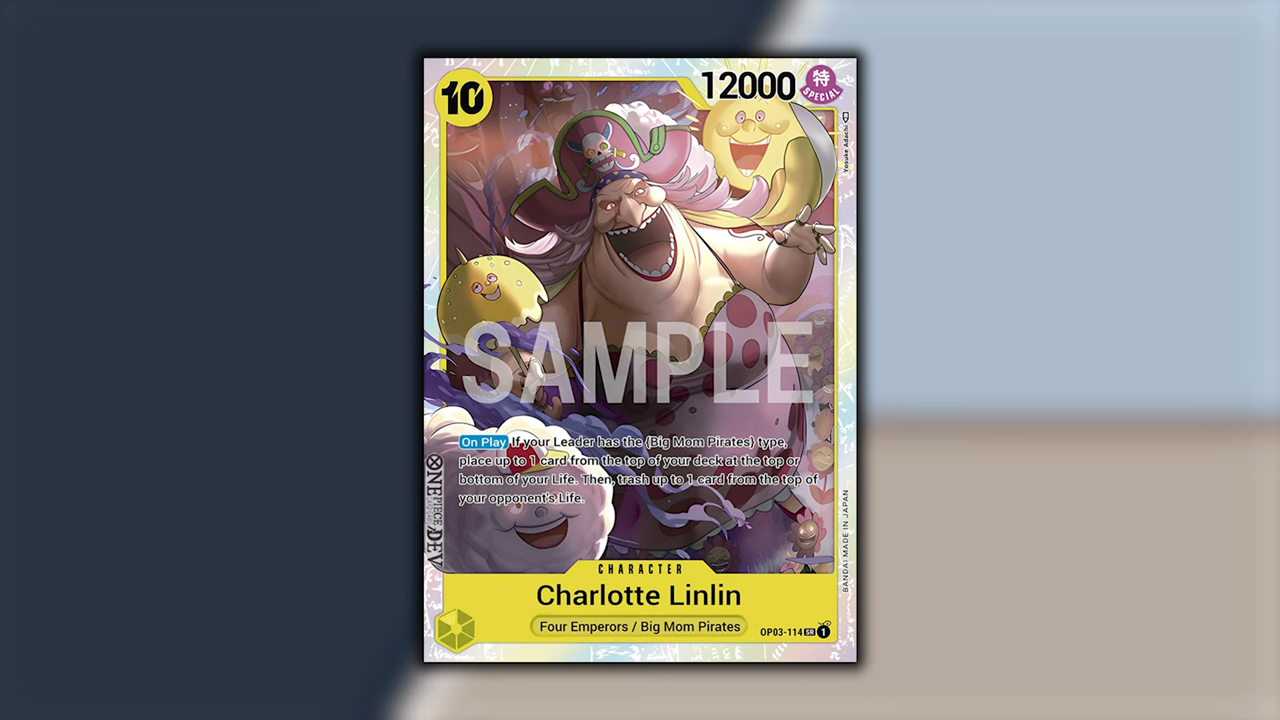 10
12000
特
SPECIAL
Yosuke Adachi
SAMPLE
On Play If your Leader has the {Big Mom Pirates} type,
place up to 1 card from the top of your deck at the top or
bottom of your Life. Then, trash up to 1 card from the top of
your opponent's Life.
BANDAI MADE IN JAPAN
CHARACTER
Charlotte Linlin
Four Emperors / Big Mom Pirates
OP03-114 SR 1